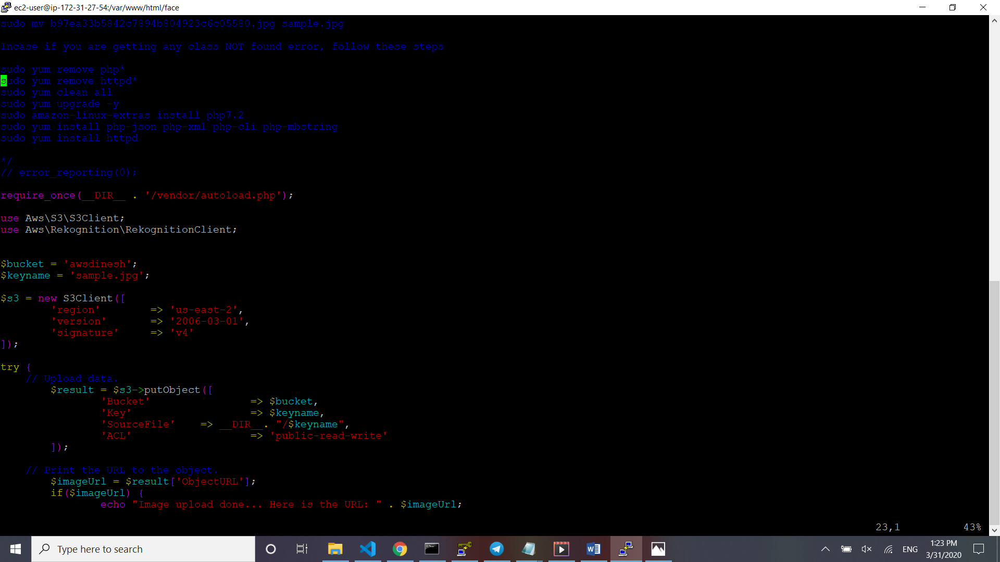 ec2-user@ip-172-31-27-54:/var/www/html/face
sudo mv b97ea33b5842c7894b804923c6c05580.jpg sample.jpg
Incase if you are getting any class NOT found error, follow these steps
sudo yum remove php*
sudo yum remove httpd*
sudo yum clean all
sudo yum upgrade -y
sudo amazon-linux-extras install php7.2
sudo yum install php-json php-xml php-cli php-mbstring
sudo yum install httpd
*/
// error_reporting(0);
require_once(__DIR__ . '/vendor/autoload.php');
use Aws\S3\S3Client;
use Aws\Rekognition\RekognitionClient;
$bucket = 'awsdinesh';
$keyname = 'sample.jpg';
$s3 = new S3Client([
'region' => 'us-east-2',
'version' => '2006-03-01',
'signature' => 'v4'
]);
try {
// Upload data.
$result = $s3->putObject([
'Bucket' => $bucket,
'Key' => $keyname,
'SourceFile' => __DIR__. "/$keyname",
'ACL' => 'public-read-write'
]);
// Print the URL to the object.
$imageUrl = $result['ObjectURL'];
if($imageUrl) {
echo "Image upload done... Here is the URL: " . $imageUrl;
23,1 43%
Type here to search
ENG
1:23 PM
3/31/2020